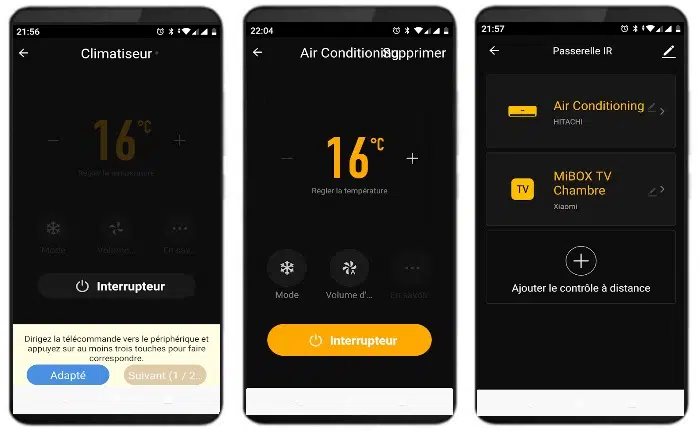 21:56
Climatiseur
16°C
Régler la température
Mode
Volume...
En sav...
Interrupteur
Dirigez la télécommande vers le périphérique et
appuyez sur au moins trois touches pour faire
correspondre.
Adapté
Suivant (1 / 2...
22:04
Air Conditioning
Supprimer
16°C
Régler la température
Mode
Volume d'...
En savoir
Interrupteur
21:57
Passerelle IR
Air Conditioning
HITACHI
TV
MiBOX TV
Chambre
Xiaomi
Ajouter le contrôle à distance